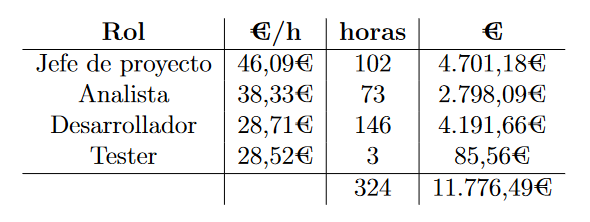 Rol €/h horas €
Jefe de proyecto 46,09€ 102 4.701,18€
Analista 38,33€ 73 2.798,09€
Desarrollador 28,71€ 146 4.191,66€
Tester 28,52€ 3 85,56€
324 11.776,49€